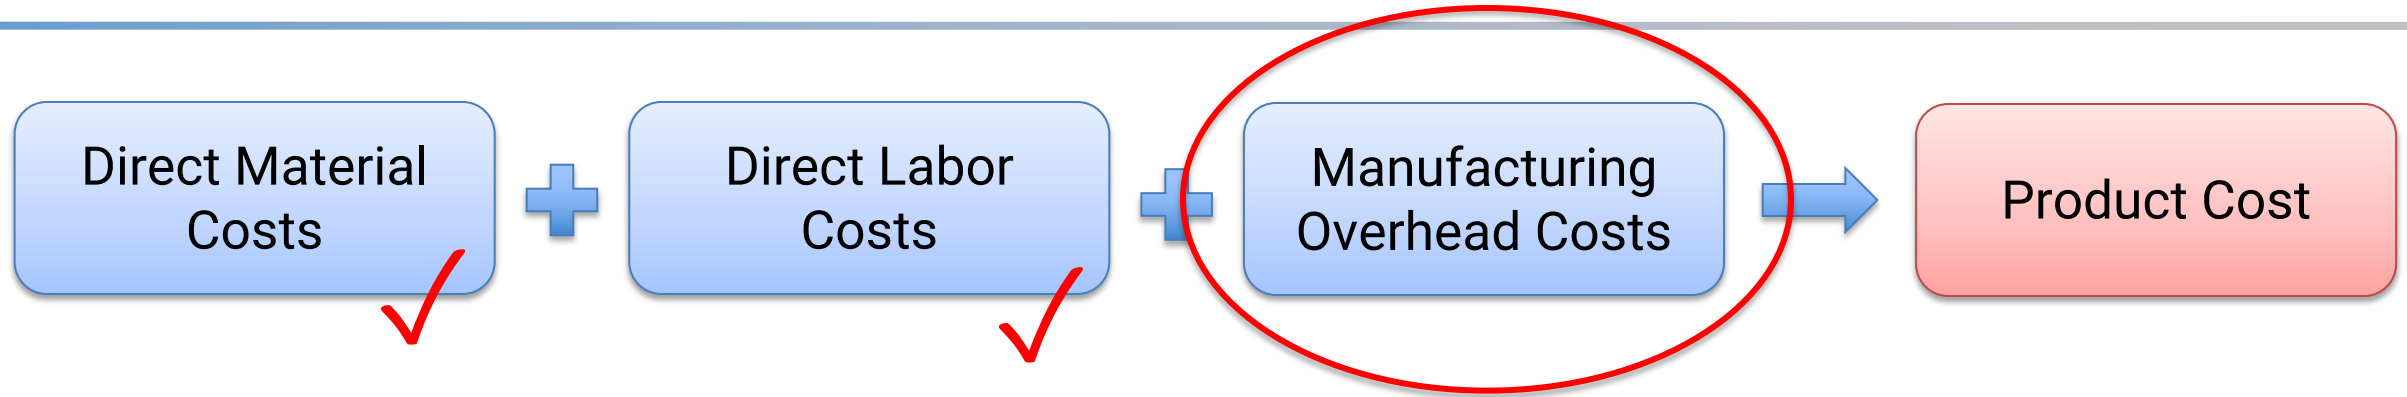 Direct Material
Costs
Direct Labor
Costs
Manufacturing
Overhead Costs
Product Cost